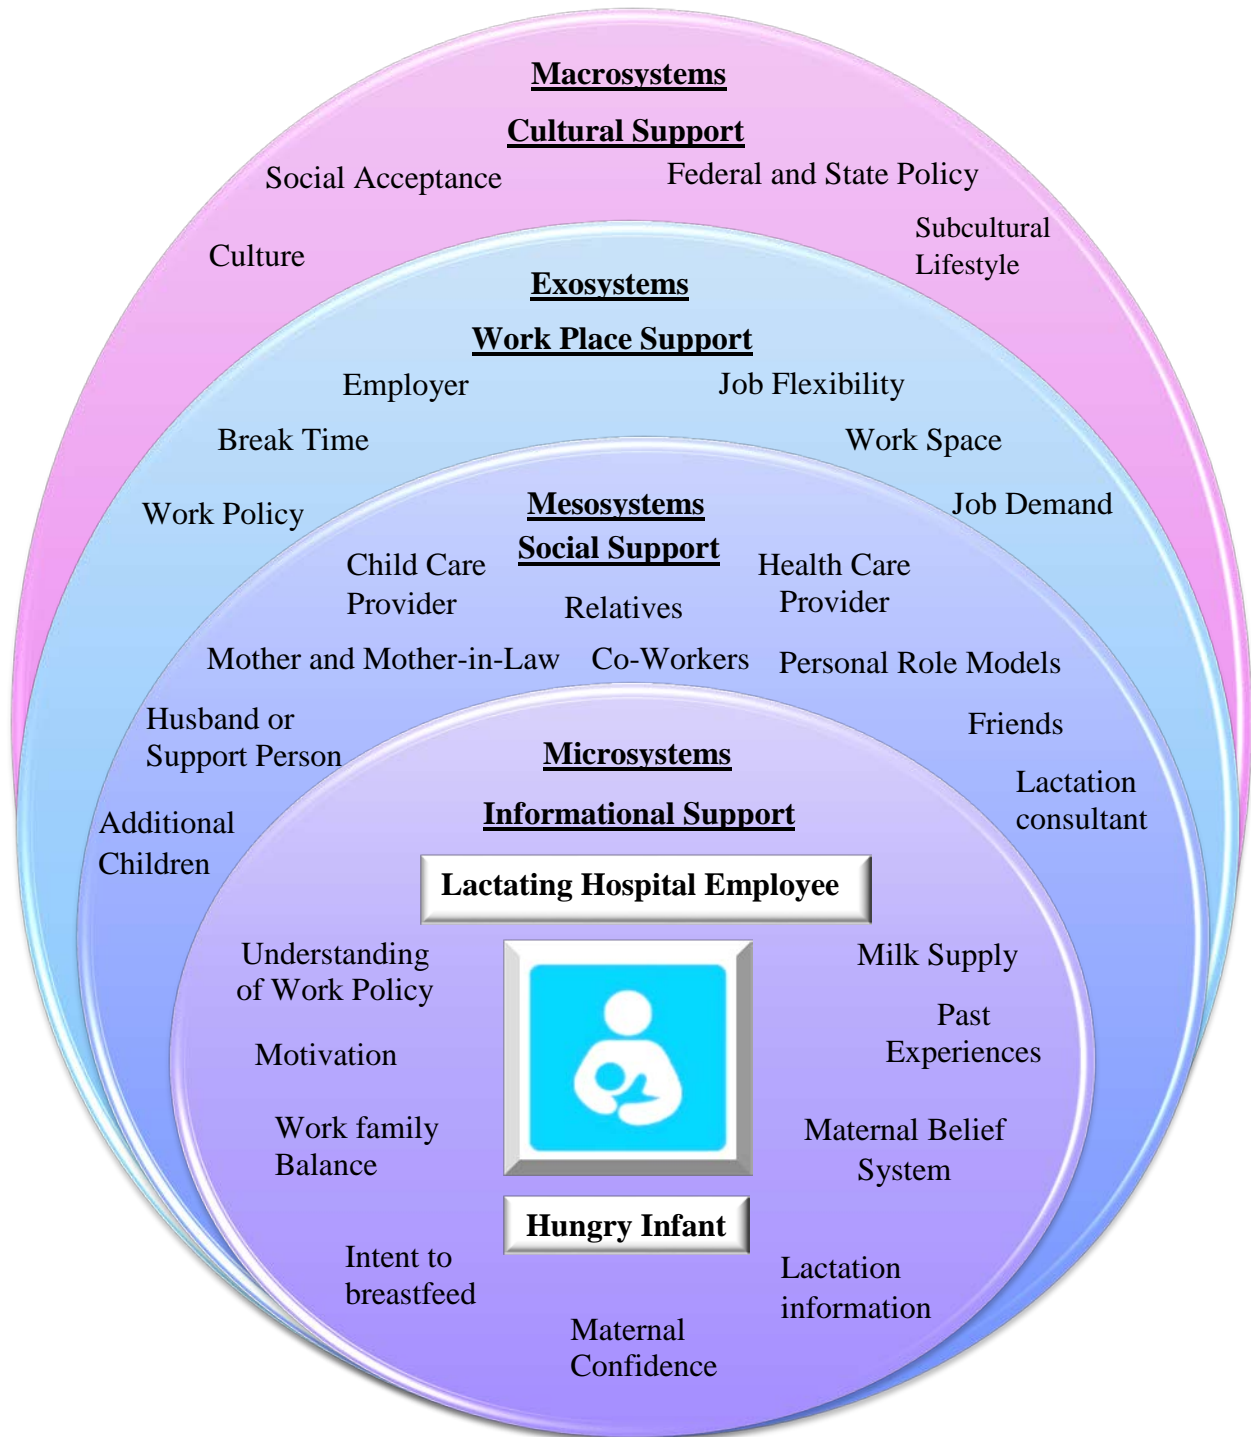 Macrosystems
Cultural Support
Social Acceptance
Federal and State Policy
Culture
Subcultural
Lifestyle
Exosystems
Work Place Support
Employer
Job Flexibility
Break Time
Work Space
Work Policy
Job Demand
Mesosystems
Social Support
Child Care
Provider
Relatives
Health Care
Provider
Mother and Mother-in-Law
Co-Workers
Personal Role Models
Husband or
Support Person
Friends
Additional
Children
Lactation
consultant
Microsystems
Informational Support
Lactating Hospital Employee
Understanding
of Work Policy
Milk Supply
Motivation
Past
Experiences
Work family
Balance
Maternal Belief
System
Hungry Infant
Intent to
breastfeed
Lactation
information
Maternal
Confidence